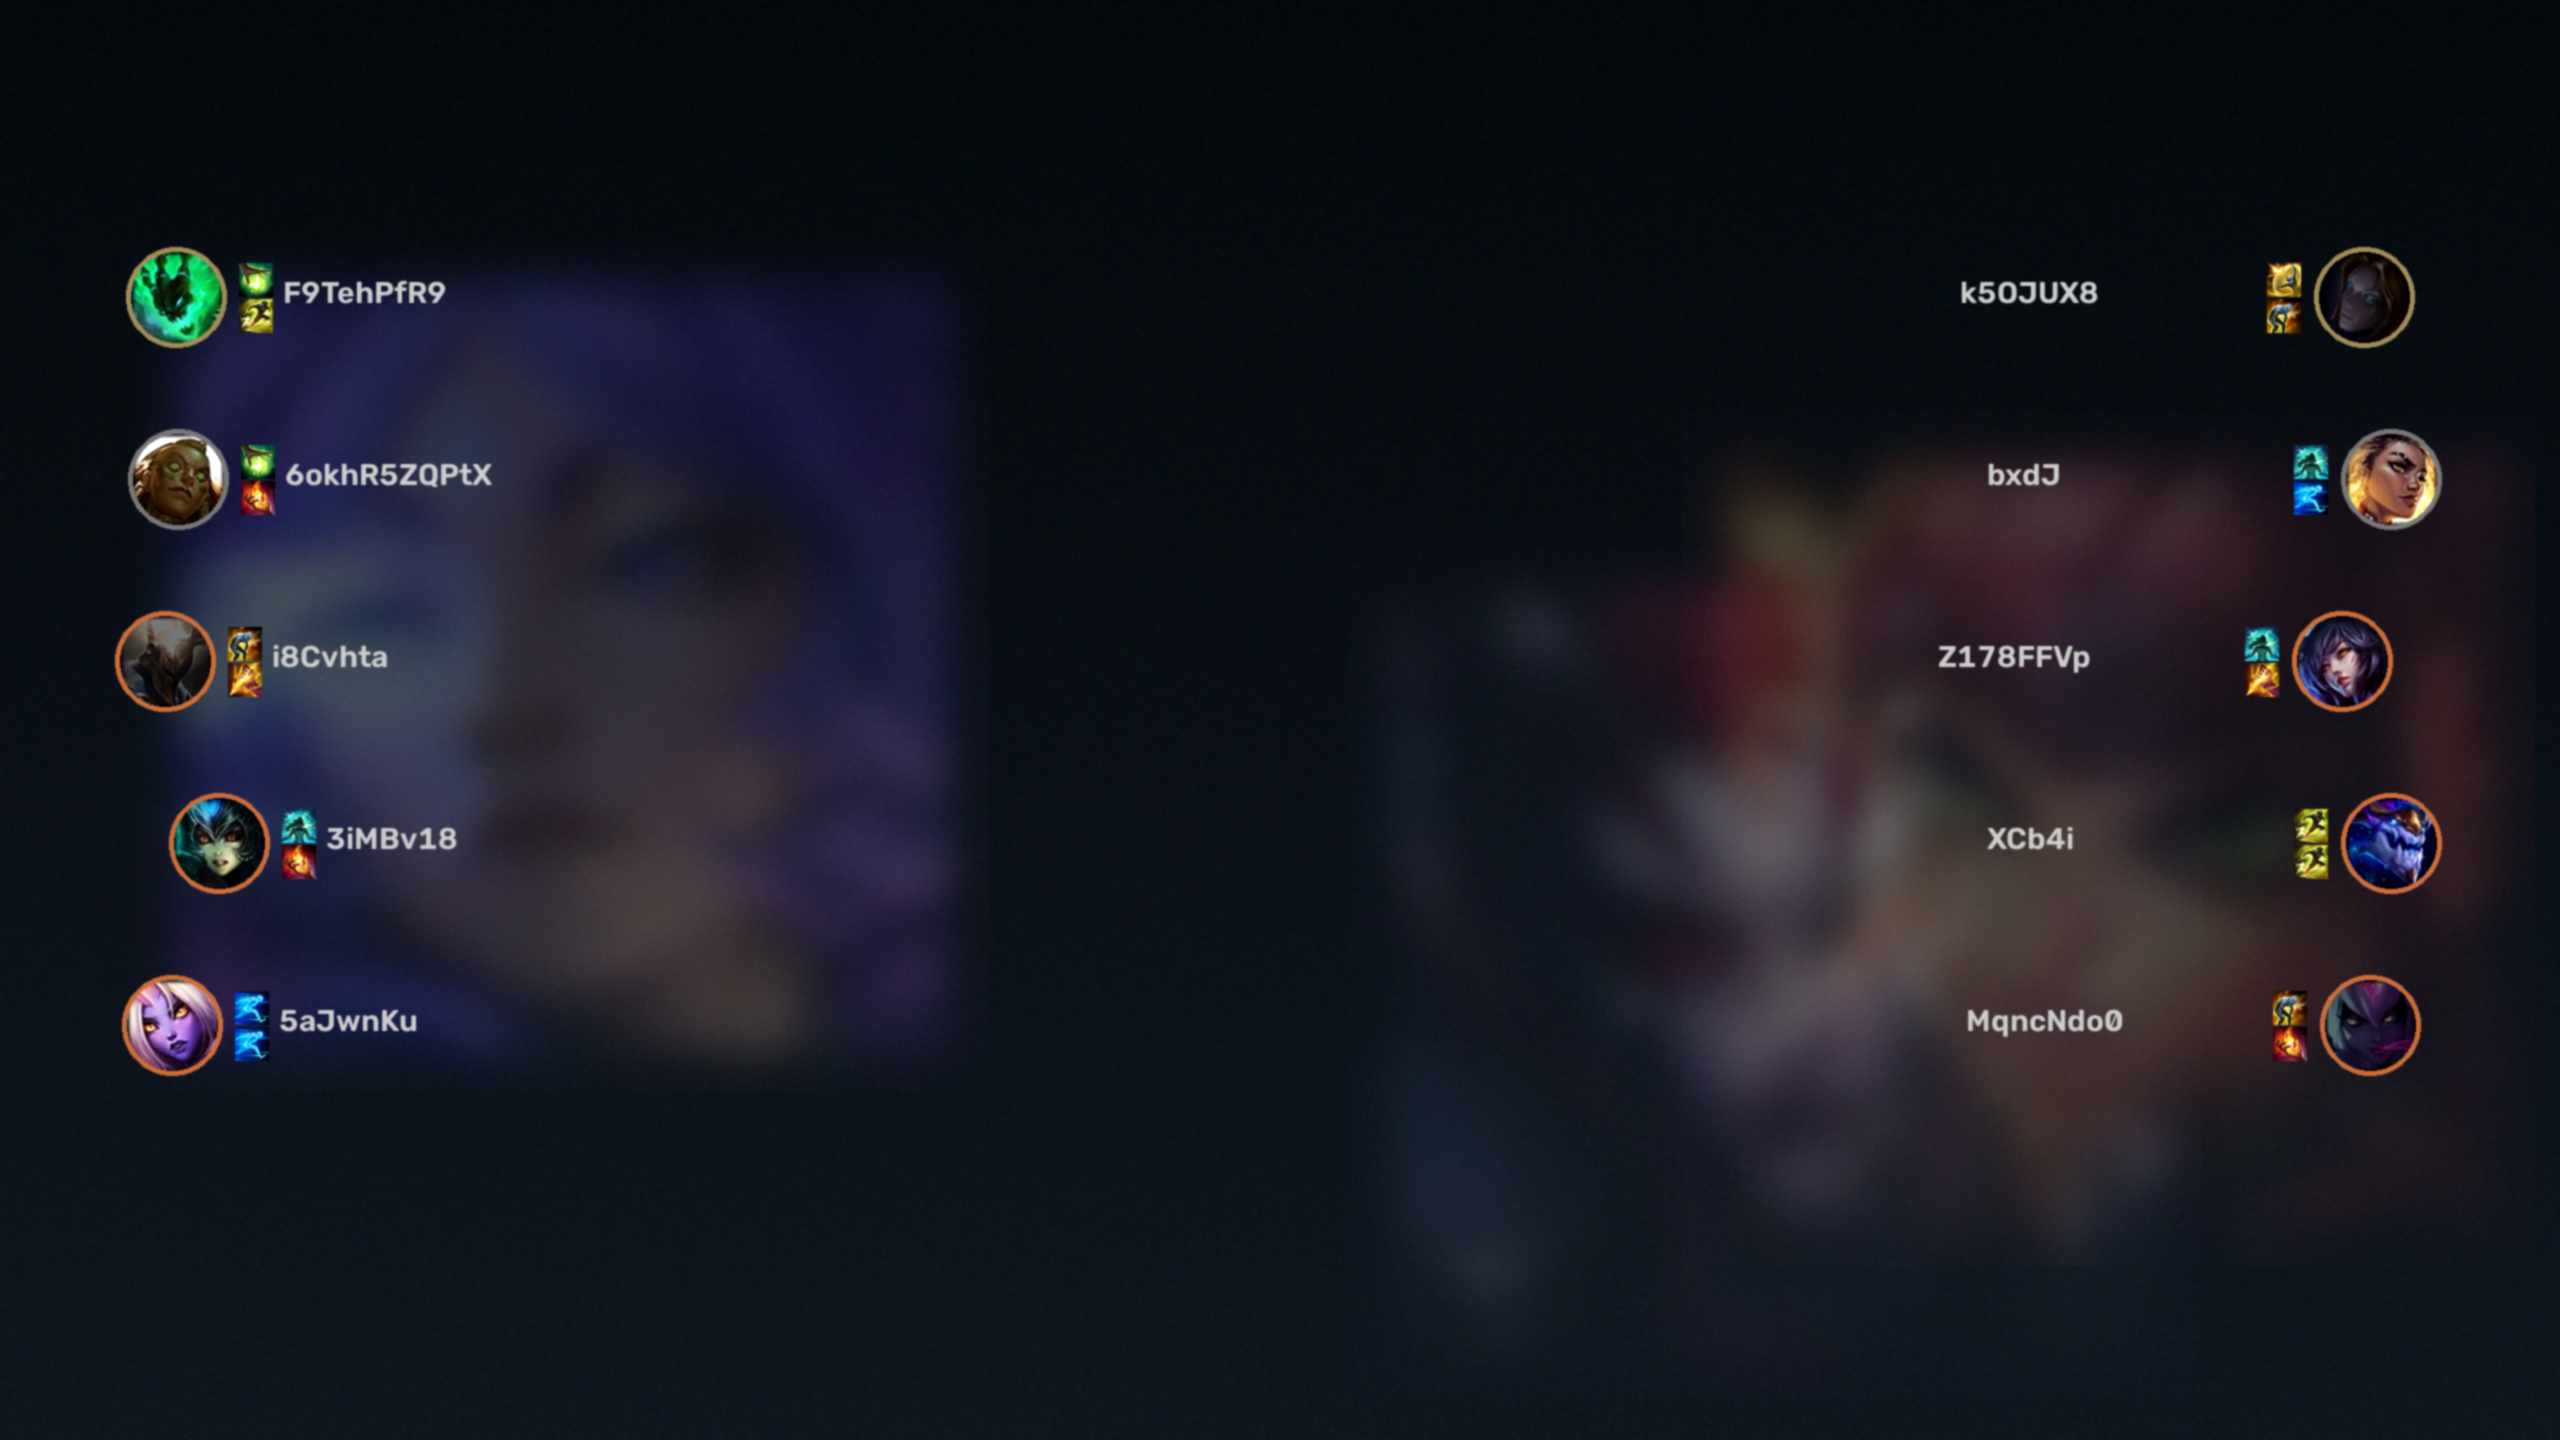 F9TehPfR9
k5OJUX8
6okhR5ZQPtX
bxdJ
i8Cvhta
Z178FFVp
3iMBv18
XCb4i
5aJwnKu
MqncNdo0